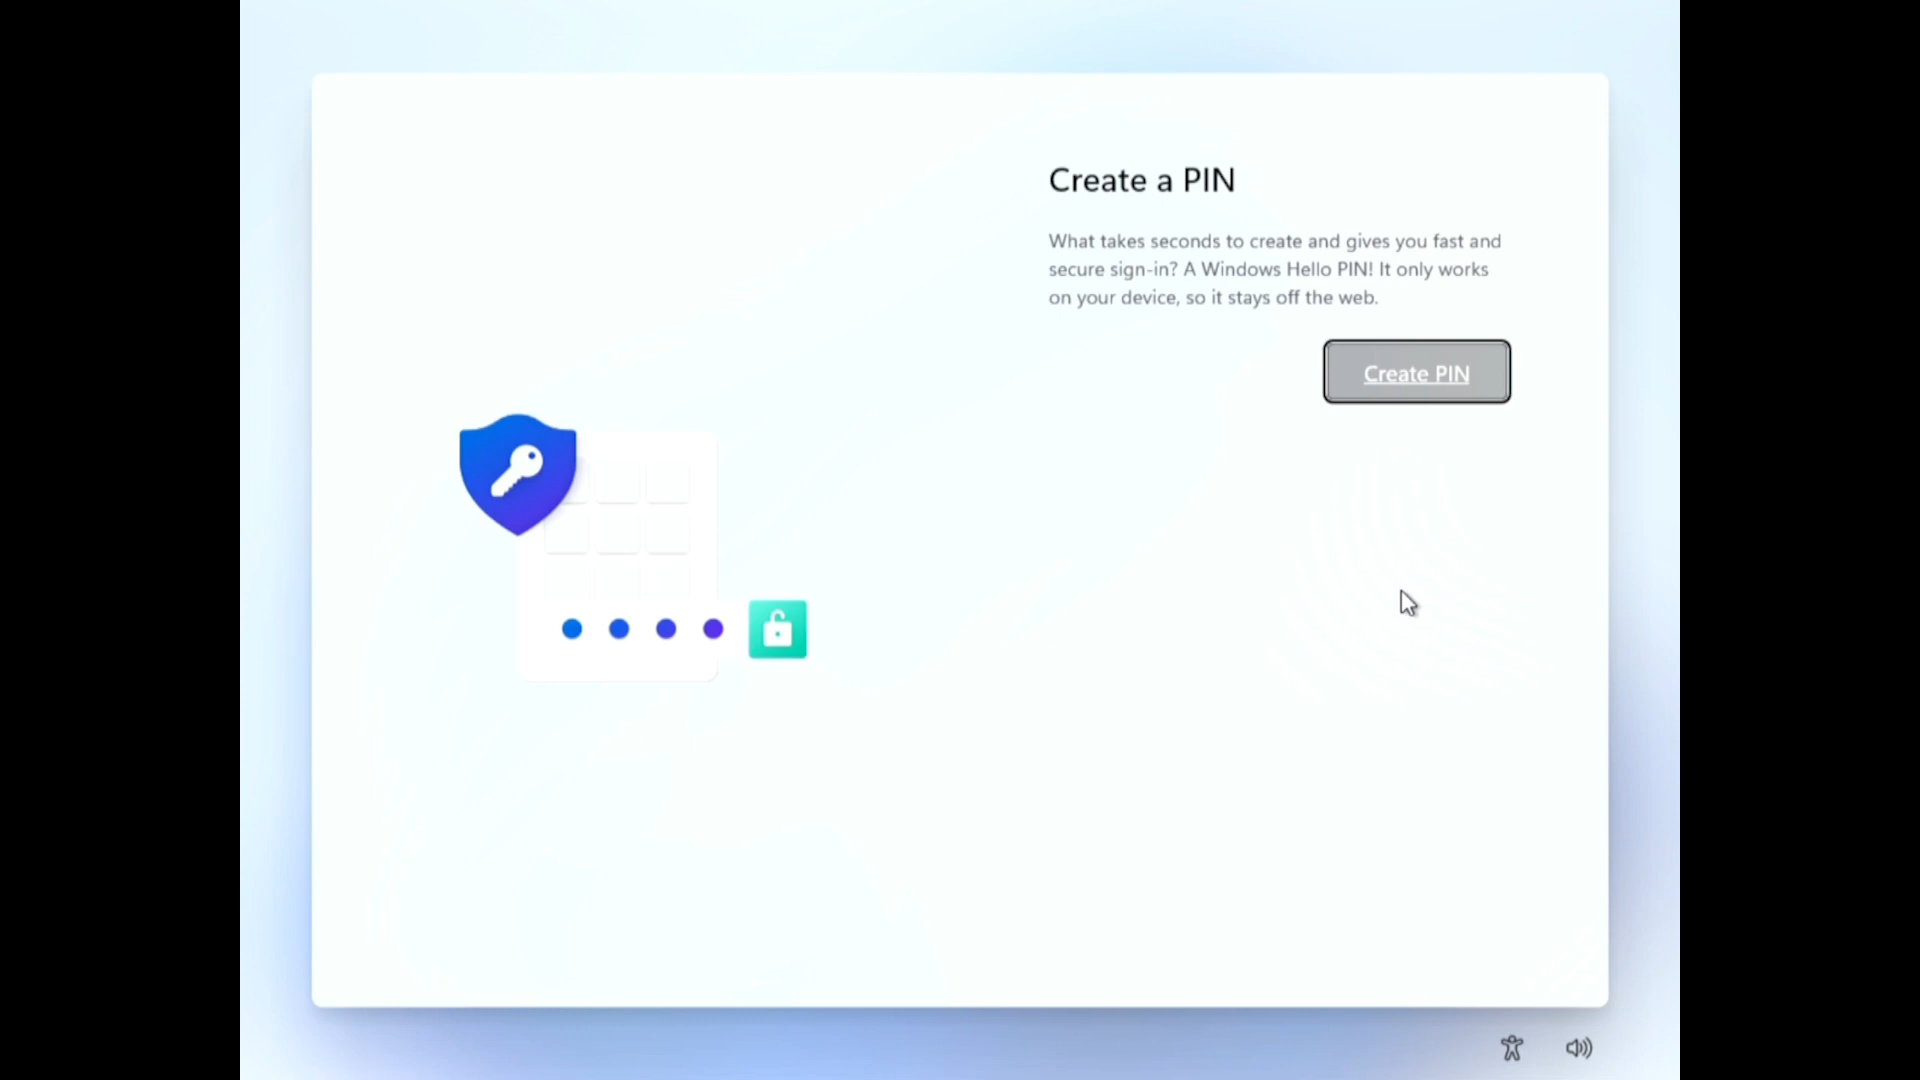 Create a PIN
What takes seconds to create and gives you fast and
secure sign-in? A Windows Hello PIN! It only works
on your device, so it stays off the web.
Create PIN